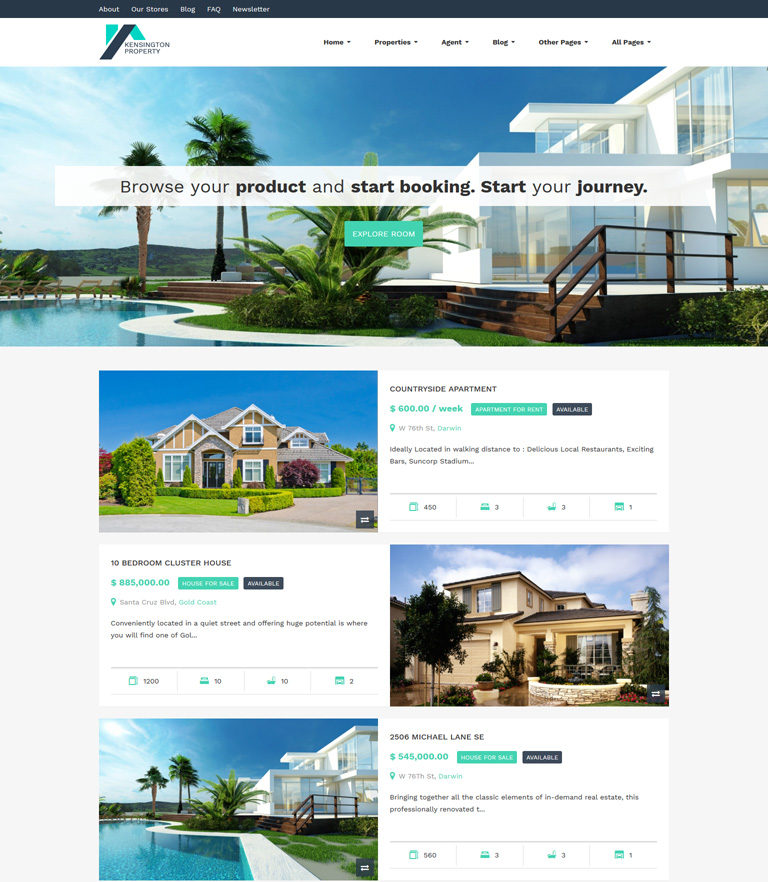 About Our Stores Blog FAQ Newsletter
KENSINGTON
PROPERTY
Home Properties Agent Blog Other Pages All Pages
Browse your product and start booking. Start your journey.
EXPLORE ROOM
COUNTRYSIDE APARTMENT
$ 600.00 / week APARTMENT FOR RENT AVAILABLE
W 76th St, Darwin
Ideally Located in walking distance to : Delicious Local Restaurants, Exciting
Bars, Suncorp Stadium...
450 3 3 1
10 BEDROOM CLUSTER HOUSE
$ 885,000.00 HOUSE FOR SALE AVAILABLE
Santa Cruz Blvd, Gold Coast
Conveniently located in a quiet street and offering huge potential is where
you will find one of Gol...
1200 10 10 2
2506 MICHAEL LANE SE
$ 545,000.00 HOUSE FOR SALE AVAILABLE
W 76Th St, Darwin
Bringing together all the classic elements of in-demand real estate, this
professionally renovated t...
560 3 3 1